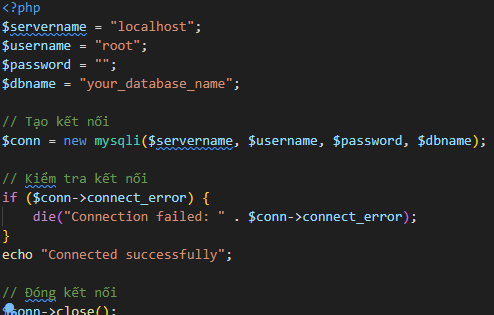 <?php
$servername = "localhost";
$username = "root";
$password = "";
$dbname = "your_database_name";
// Tạo kết nối
$conn = new mysqli($servername, $username, $password, $dbname);
// Kiểm tra kết nối
if ($conn->connect_error) {
die("Connection failed: " . $conn->connect_error);
}
echo "Connected successfully";
// Đóng kết nối
$conn->close();